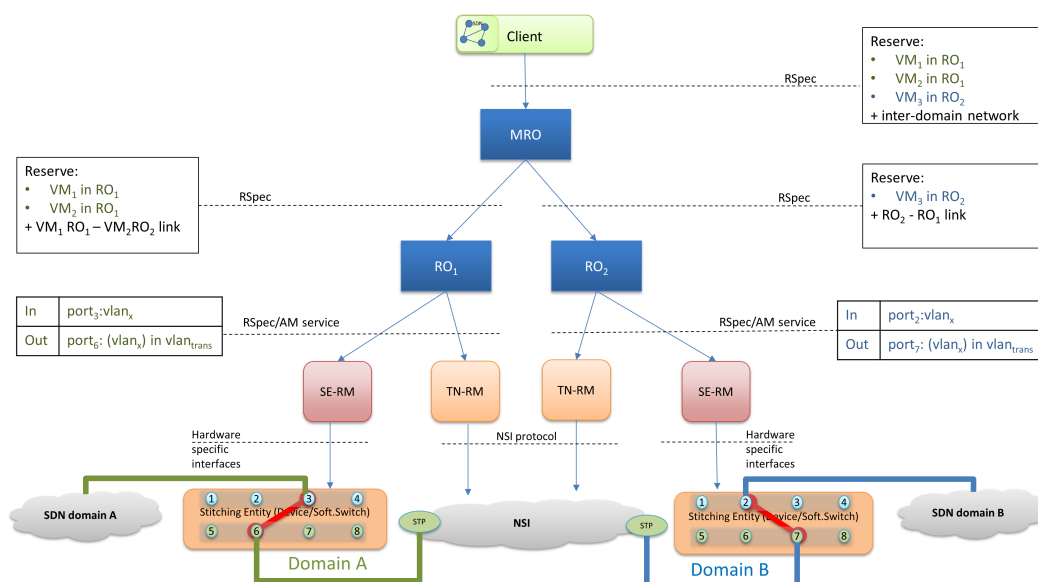 SDN
Client
Reserve:
• VM1 in RO1
• VM2 in RO1
• VM3 in RO2
+ inter-domain network
RSpec
MRO
Reserve:
• VM1 in RO1
• VM2 in RO1
+ VM1 RO1 – VM2RO2 link
RSpec
RSpec
Reserve:
• VM3 in RO2
+ RO2 - RO1 link
RO1
RO2
In port3:vlanx
Out port6: (vlanx) in vlantrans
RSpec/AM service
RSpec/AM service
In port2:vlanx
Out port7: (vlanx) in vlantrans
SE-RM
TN-RM
TN-RM
SE-RM
Hardware
specific
interfaces
NSI protocol
Hardware
specific
interfaces
SDN domain A
1 2 3 4
Stitching Entity (Device/Soft.Switch)
5 6 7 8
STP
NSI
STP
1 2 3 4
Stitching Entity (Device/Soft.Switch)
5 6 7 8
SDN domain B
Domain A
Domain B